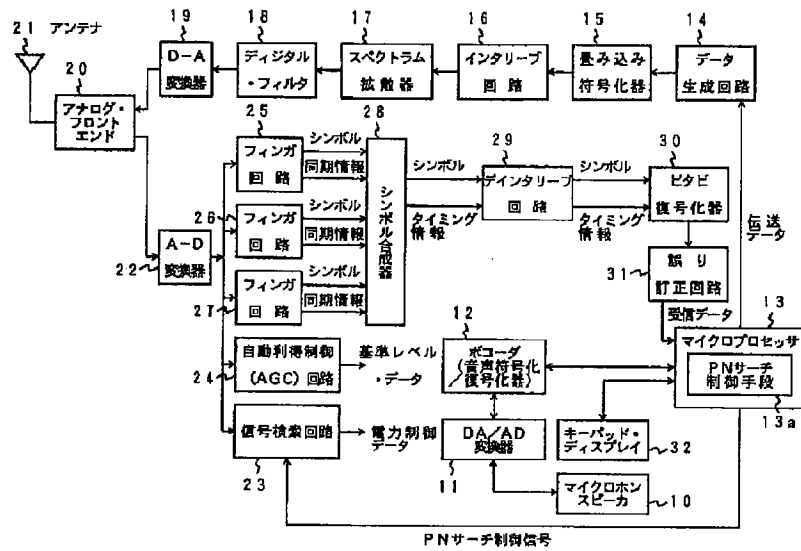 21 アンテナ
19
18
17
16
15
14
D-A
変換器
ディジタル
・フィルタ
スペクトラム
拡散器
インタリーブ
回路
畳み込み
符号化器
データ
生成回路
20
アナログ・
フロント
エンド
25
フィンガ
回路
シンボル
同期情報
28
シンボル合成器
シンボル
タイミング
情報
29
デインタリーブ
回路
シンボル
タイミング
情報
30
ビタビ
復号化器
伝送
データ
26
フィンガ
回路
シンボル
同期情報
A-D
変換器
22
31
誤り
訂正回路
27
フィンガ
回路
シンボル
同期情報
受信データ
13
マイクロプロセッサ
PNサーチ
制御手段
13a
自動利得制御
(AGC)回路
24
基準レベル
・データ
12
ボコーダ
(音声符号化
/復号化器)
信号検索回路
23
電力制御
データ
DA/AD
変換器
11
キーパッド・
ディスプレイ
32
マイクロホン
スピーカ
10
PNサーチ制御信号